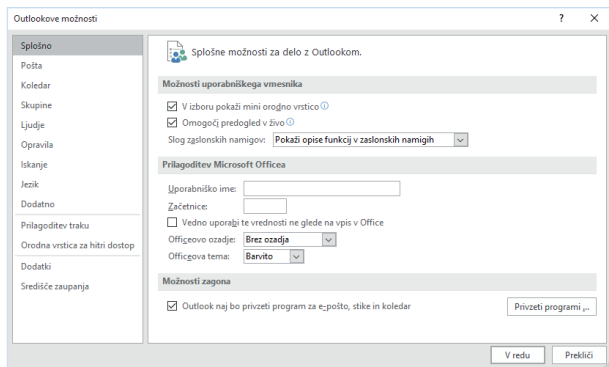 Outlookove možnosti ? X
Splošno
Pošta
Koledar
Skupine
Ljudje
Opravila
Iskanje
Jezik
Dodatno
Prilagoditev traku
Orodna vrstica za hitri dostop
Dodatki
Središče zaupanja
Splošne možnosti za delo z Outlookom.
Možnosti uporabniškega vmesnika
V izboru pokaži mini orodno vrstico
Omogoči predogled v živo
Slog zaslonskih namigov: Pokaži opise funkcij v zaslonskih namigih
Prilagoditev Microsoft Officea
Uporabniško ime:
Začetnice:
Vedno uporabi te vrednosti ne glede na vpis v Office
Officeovo ozadje: Brez ozadja
Officeova tema: Barvito
Možnosti zagona
Outlook naj bo privzeti program za e-pošto, stike in koledar
Privzeti programi ...
V redu Prekliči